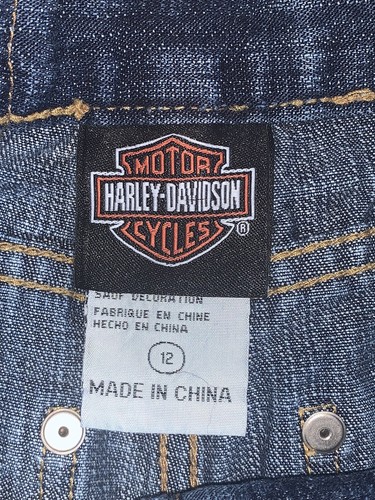 MOTOR
HARLEY-DAVIDSON
CYCLES®
SAUF DECORATION
FABRIQUE EN CHINE
HECHO EN CHINA
12
MADE IN CHINA